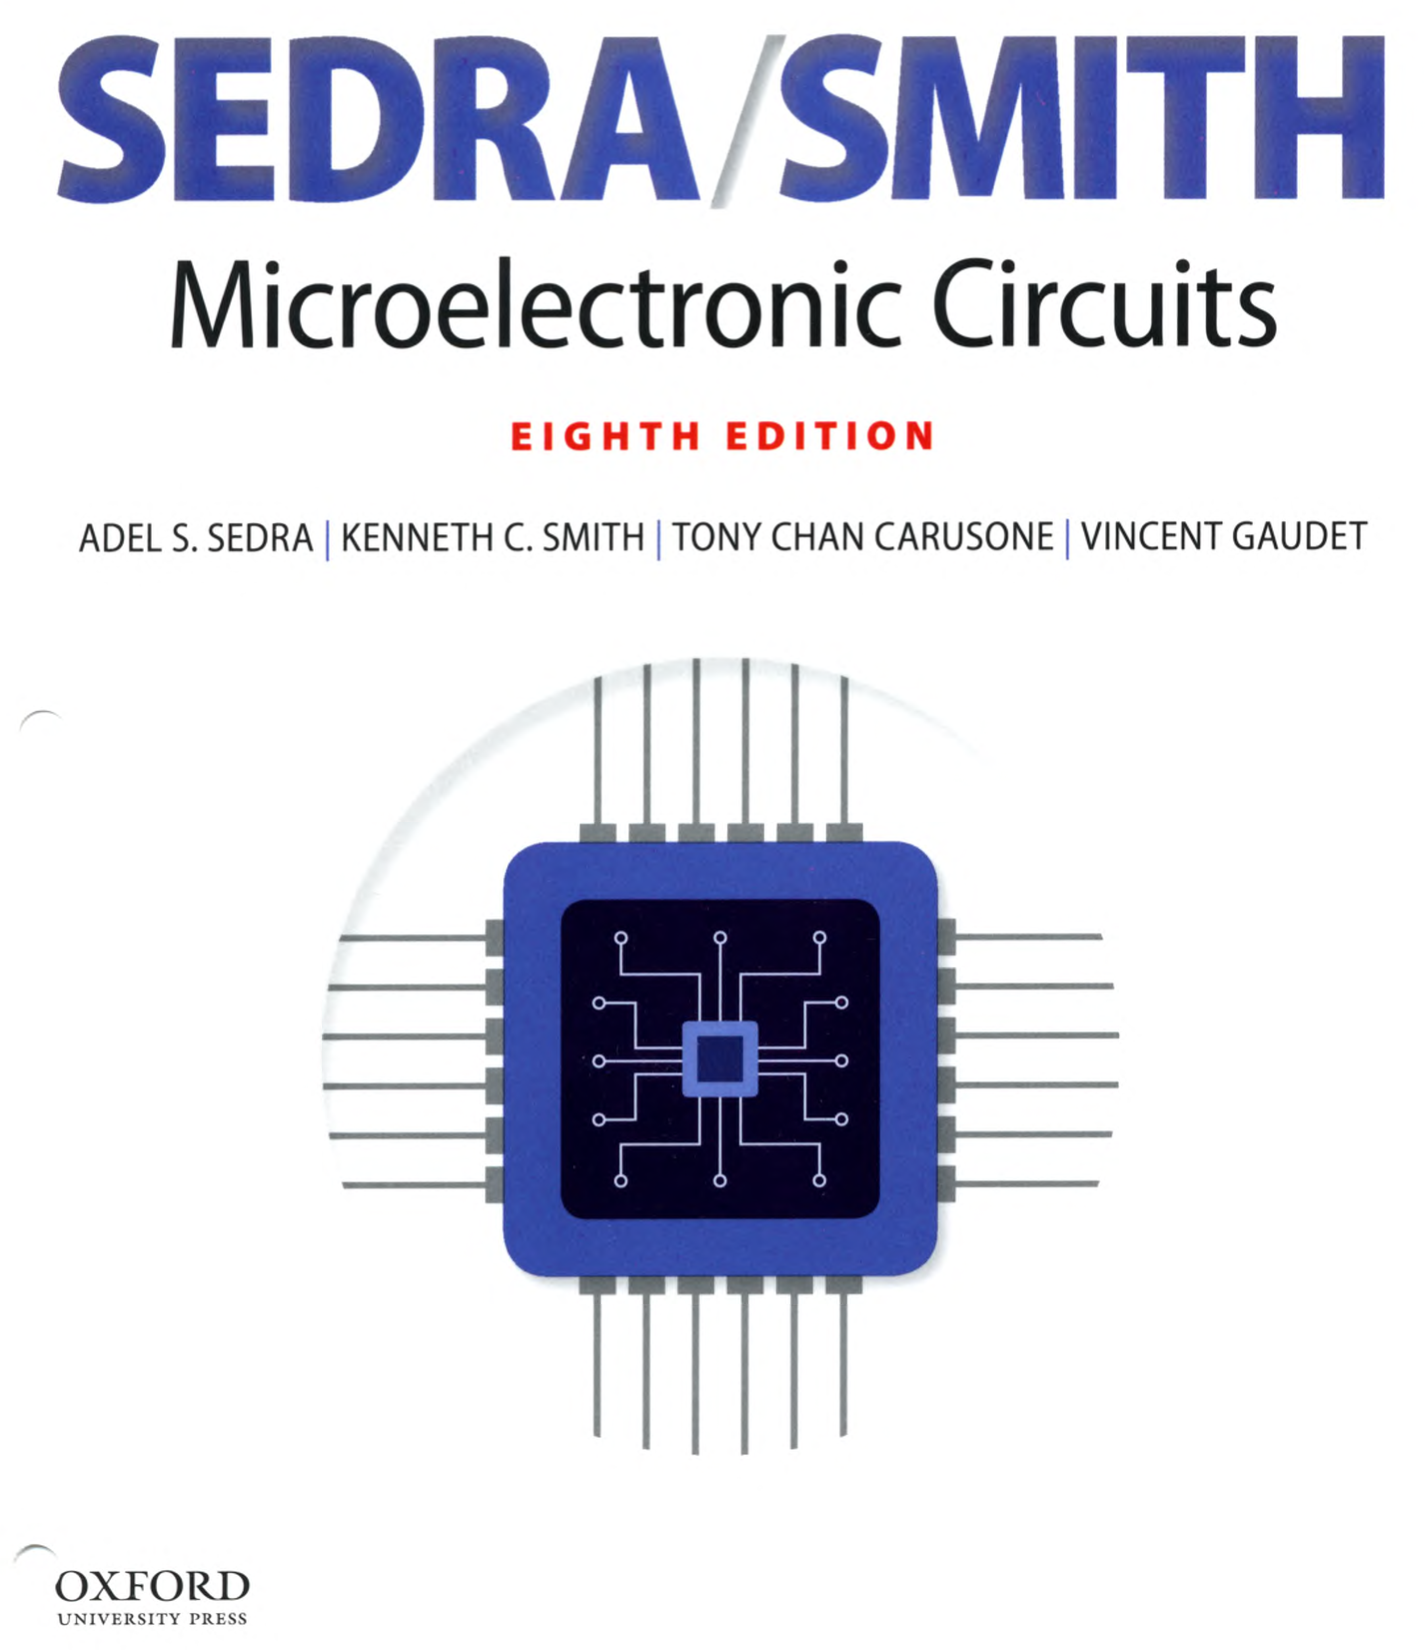 SEDRA/SMITH
Microelectronic Circuits
EIGHTH EDITION
ADEL S. SEDRA | KENNETH C. SMITH | TONY CHAN CARUSONE | VINCENT GAUDET
OXFORD
UNIVERSITY PRESS